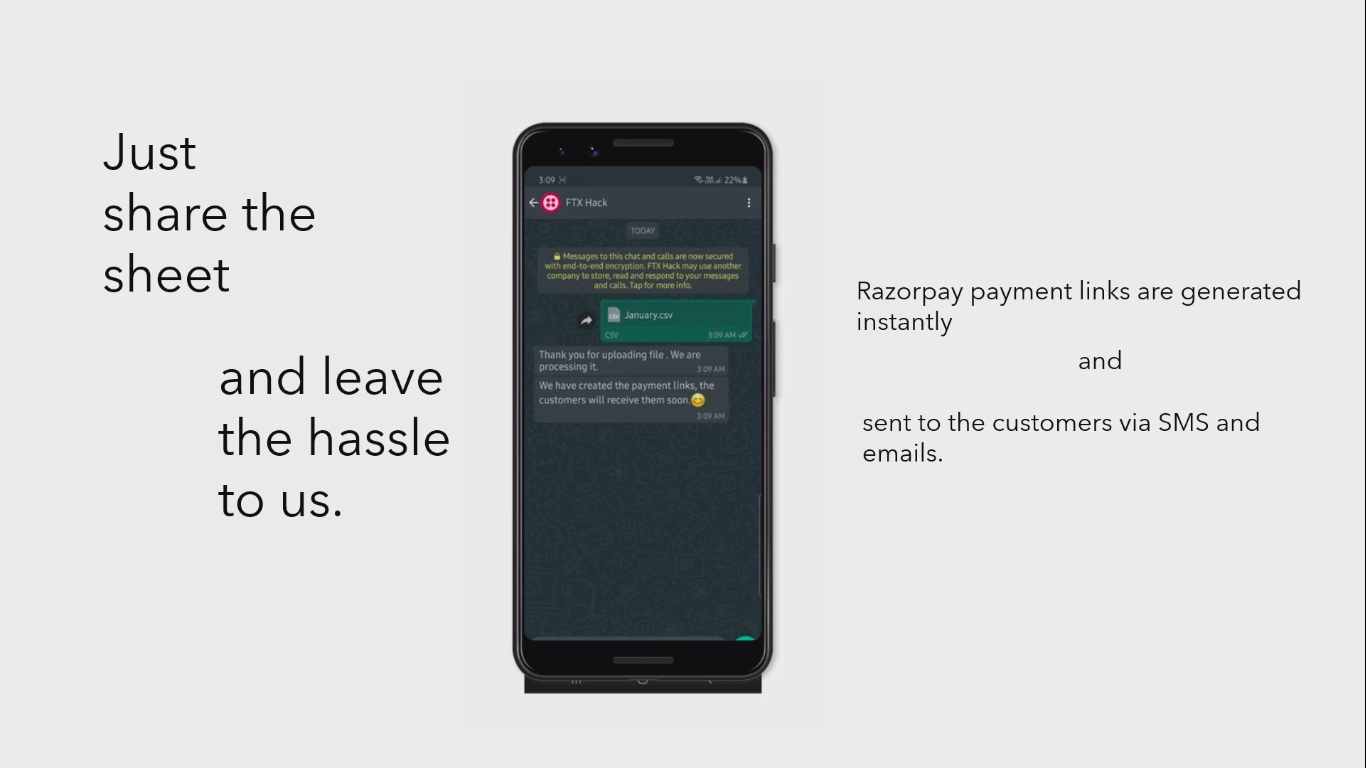 Just
share the
sheet
and leave
the hassle
to us.
3:09
22%
FTX Hack
TODAY
Messages to this chat and calls are now secured
with end-to-end encryption. FTX Hack may use another
company to store, read and respond to your messages
and calls. Tap for more info.
CSV
January.csv
CSV 3:09 AM
Thank you for uploading file . We are
processing it.
3:09 AM
We have created the payment links, the
customers will receive them soon.😊
3:09 AM
Razorpay payment links are generated
instantly
and
sent to the customers via SMS and
emails.